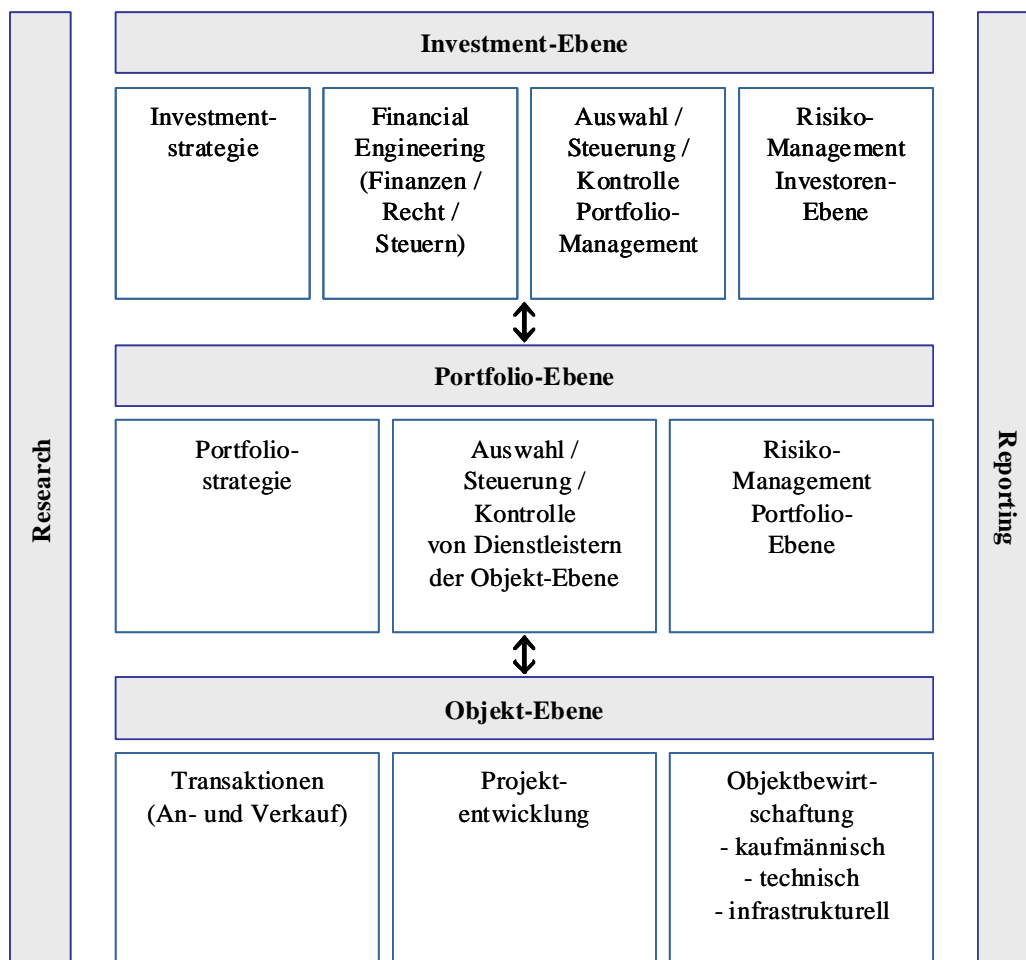 Research
Investment-Ebene
Investment-
strategie
Financial
Engineering
(Finanzen /
Recht /
Steuern)
Auswahl /
Steuerung /
Kontrolle
Portfolio-
Management
Risiko-
Management
Investoren-
Ebene
Portfolio-Ebene
Portfolio-
strategie
Auswahl /
Steuerung /
Kontrolle
von Dienstleistern
der Objekt-Ebene
Risiko-
Management
Portfolio-
Ebene
Objekt-Ebene
Transaktionen
(An- und Verkauf)
Projekt-
entwicklung
Objektbewirt-
schaftung
- kaufmännisch
- technisch
- infrastrukturell
Reporting